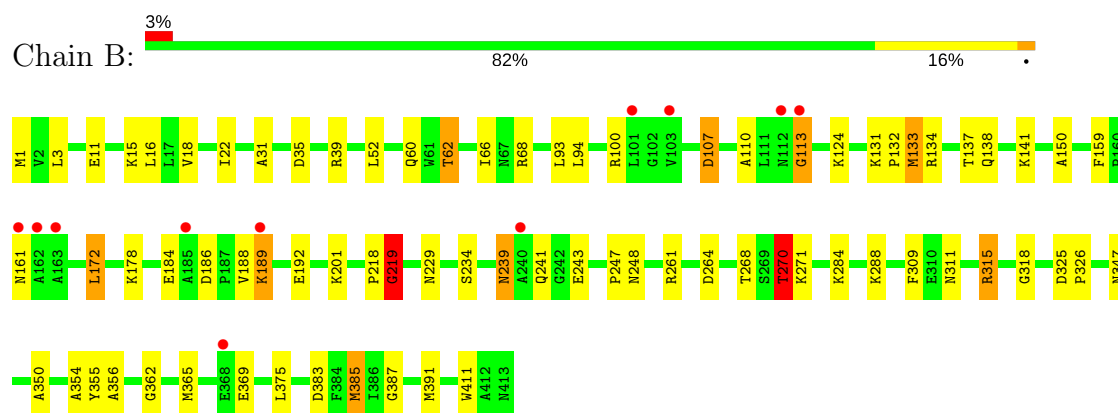 3%
Chain B:
82% 16% •
M1 V2 L3 E11 K15 L16 L17 V18 I22 A31 D35 R39 L52 Q60 W61 T62 I66 N67 R68 L93 L94 R100 L101 G102 V103 D107 A110 L111 N112 G113 K124 K131 P132 M133 R134 T137 Q138 K141 A150 F159
N161 A162 A163 L172 K178 E184 A185 D186 P187 V188 K189 E192 K201 P218 G219 N229 S234 N239 A240 Q241 G242 E243 P247 N248 R261 D264 T268 S269 T270 K271 K284 K288 F309 E310 N311 R315 G318 D325 P326 N347
A350 A354 Y355 A356 G362 M365 E368 E369 L375 D383 F384 M385 I386 G387 M391 W411 A412 N413